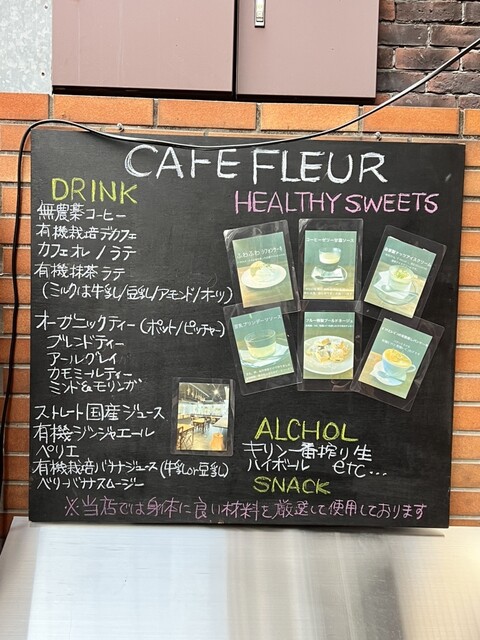 CAFE FLEUR
DRINK
無農薬コーヒー
有機栽培デカフェ
カフェオレ/ラテ
有機抹茶ラテ
(ミルクは牛乳/豆乳/アモンド/オーツ)
オーガニックティー(ポット/ピッチャー)
ブレンドティー
アールグレイ
カモミールティー
ミント&モリンガ
ストレート国産ジュース
有機ジンジャエール
ペリエ
有機栽培バナナジュース(牛乳or豆乳)
ベリーバナナスムージー
HEALTHY SWEETS
ALCHOL
キリン一番搾り生
ハイボール etc...
SNACK
※当店では身体に良い材料を厳選して使用しております